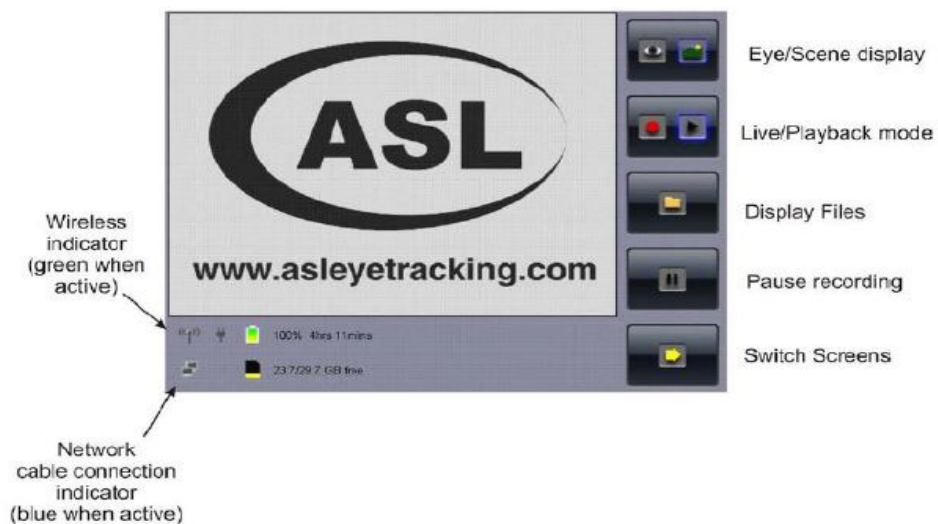 ASL
www.asleyetracking.com
100% 4hrs 11mins
23.7/29.7 GB free
Eye/Scene display
Live/Playback mode
Display Files
Pause recording
Switch Screens
Wireless
indicator
(green when
active)
Network
cable connection
indicator
(blue when active)